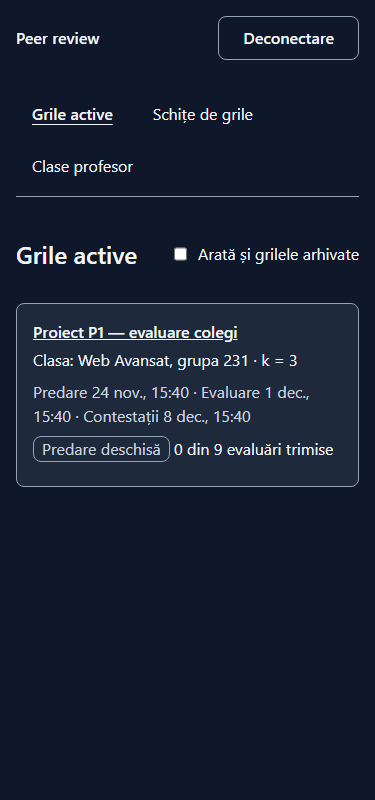 Peer review
Deconectare
Grile active
Schițe de grile
Clase profesor
Grile active
Arată și grilele arhivate
Proiect P1 — evaluare colegi
Clasa: Web Avansat, grupa 231 · k = 3
Predare 24 nov., 15:40 · Evaluare 1 dec.,
15:40 · Contestații 8 dec., 15:40
Predare deschisă 0 din 9 evaluări trimise